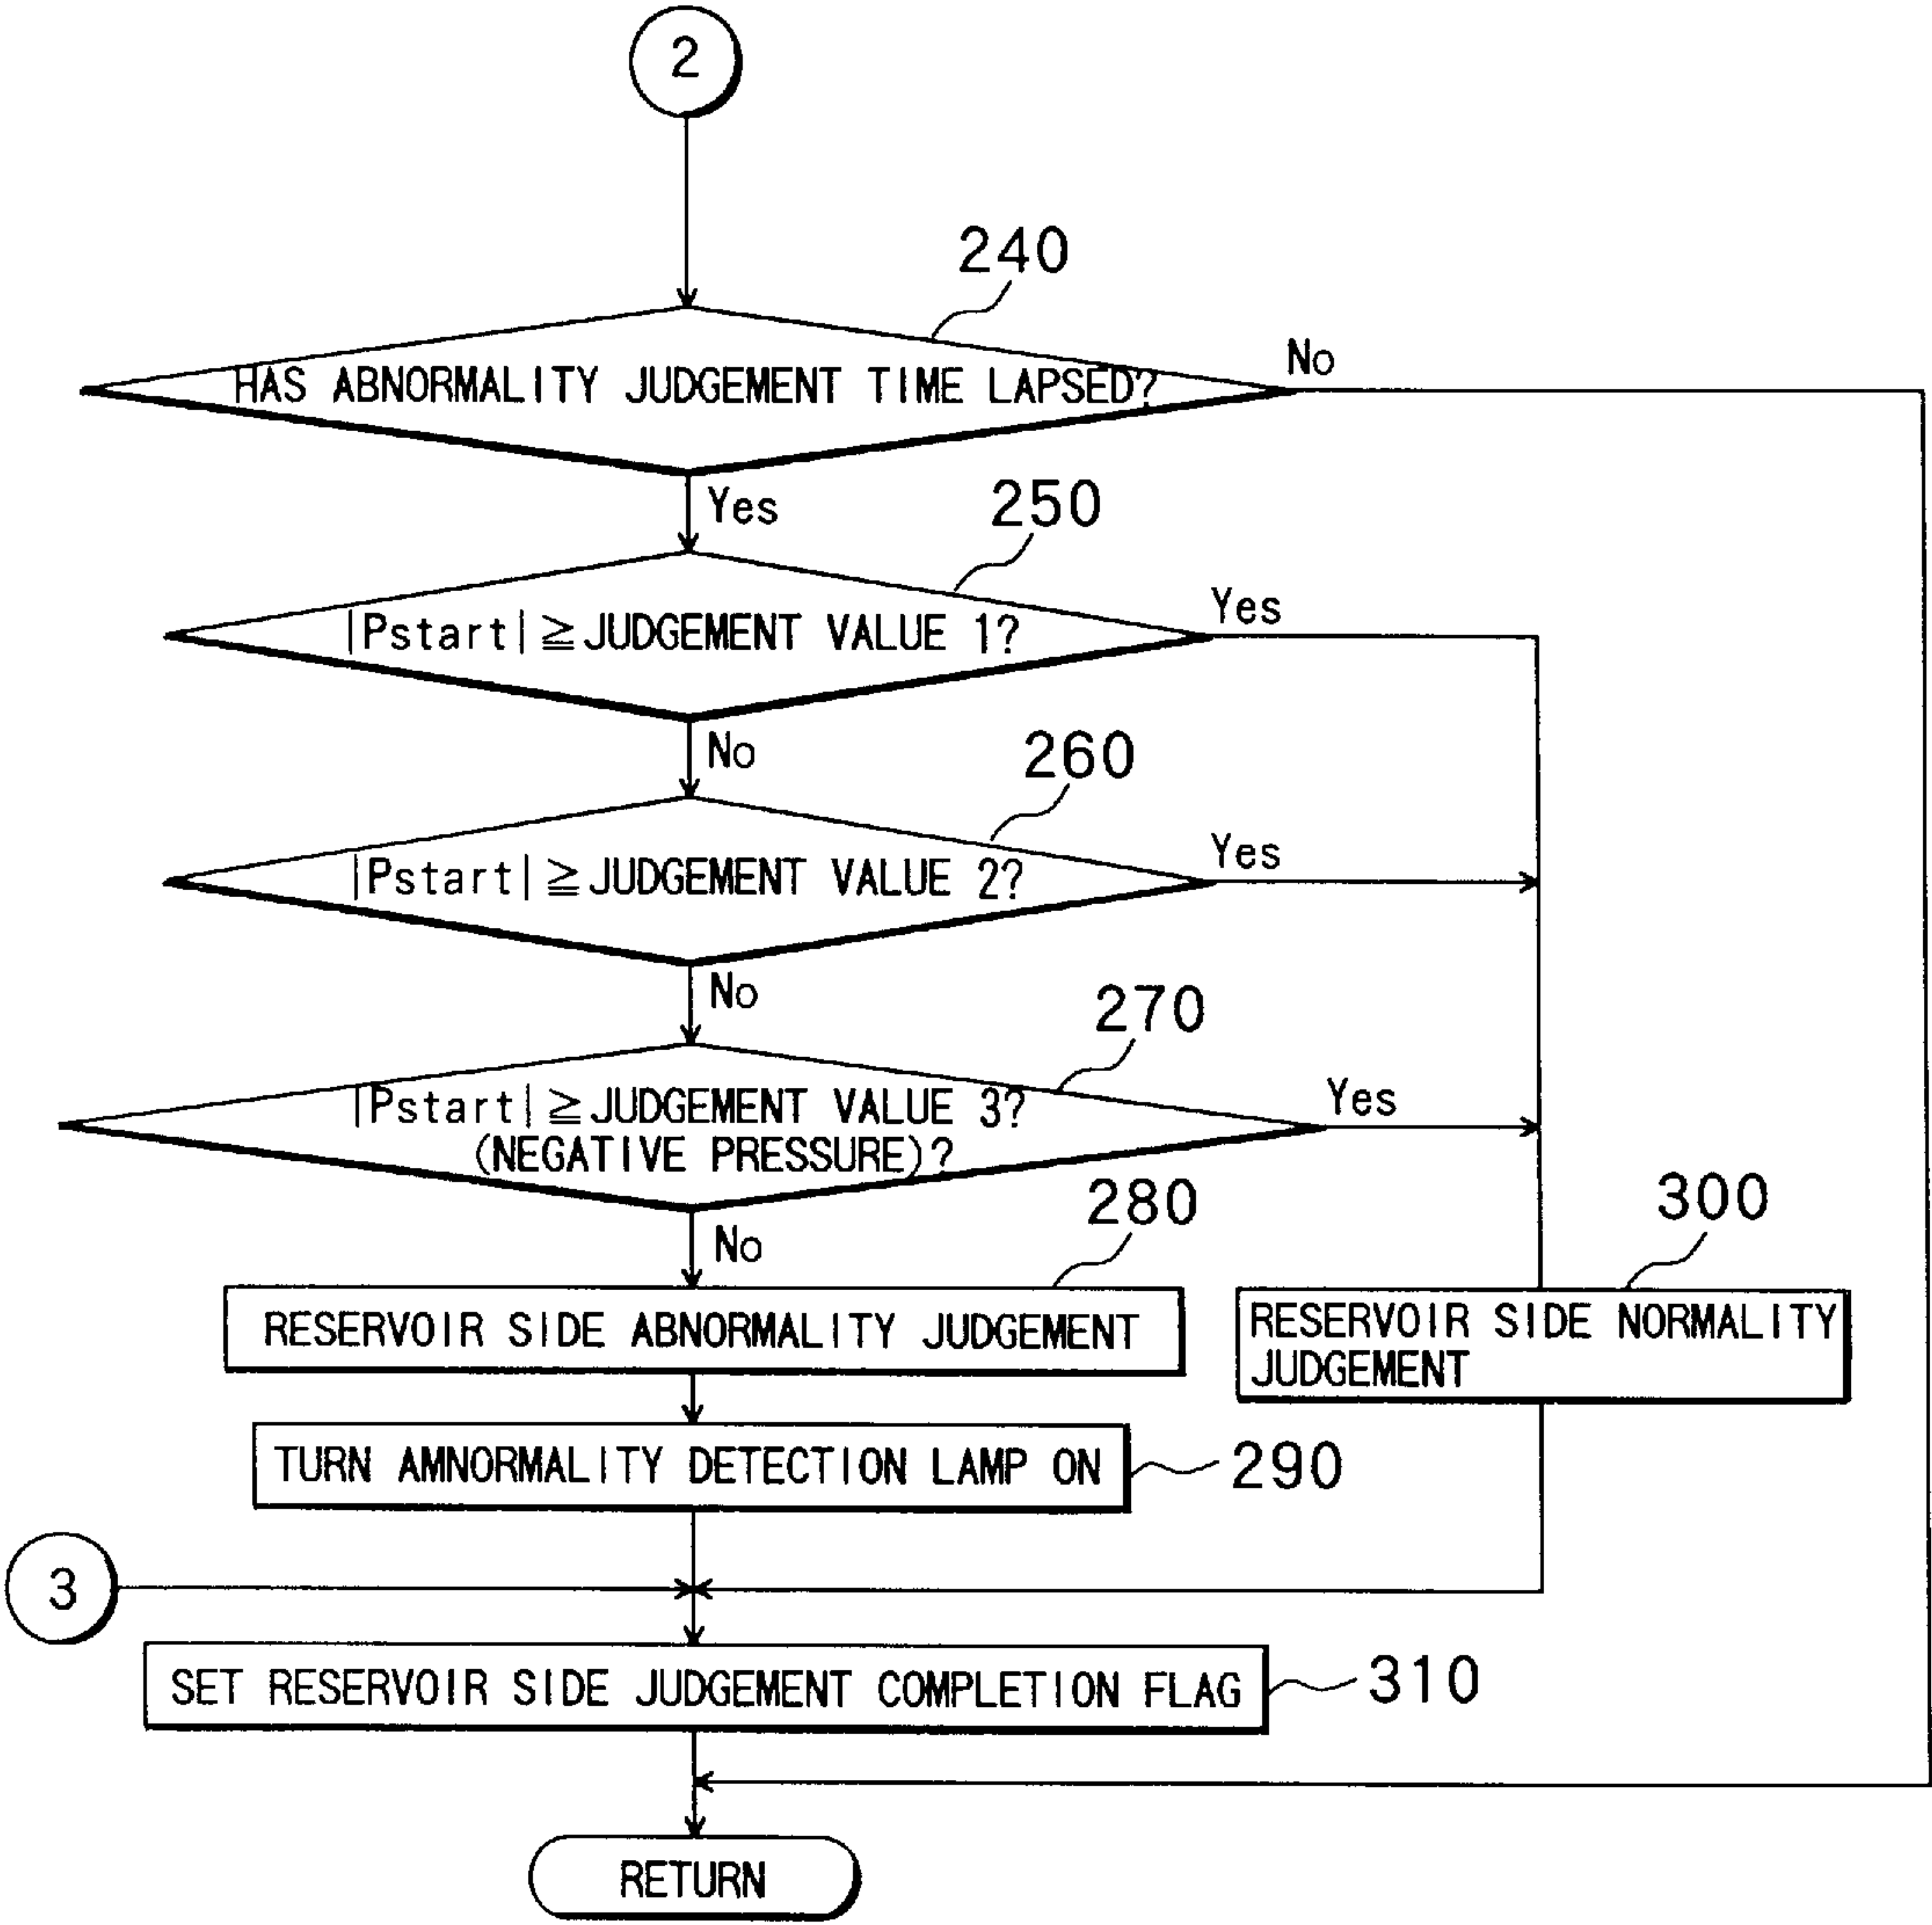 2
240
No
HAS ABNORMALITY JUDGEMENT TIME LAPSED?
Yes
250
Yes
|Pstart|≧JUDGEMENT VALUE 1?
No
260
Yes
|Pstart|≧JUDGEMENT VALUE 2?
No
270
Yes
|Pstart|≧JUDGEMENT VALUE 3?
(NEGATIVE PRESSURE)?
No
280
300
RESERVOIR SIDE ABNORMALITY JUDGEMENT
RESERVOIR SIDE NORMALITY
JUDGEMENT
TURN AMNORMALITY DETECTION LAMP ON
290
3
SET RESERVOIR SIDE JUDGEMENT COMPLETION FLAG
310
RETURN